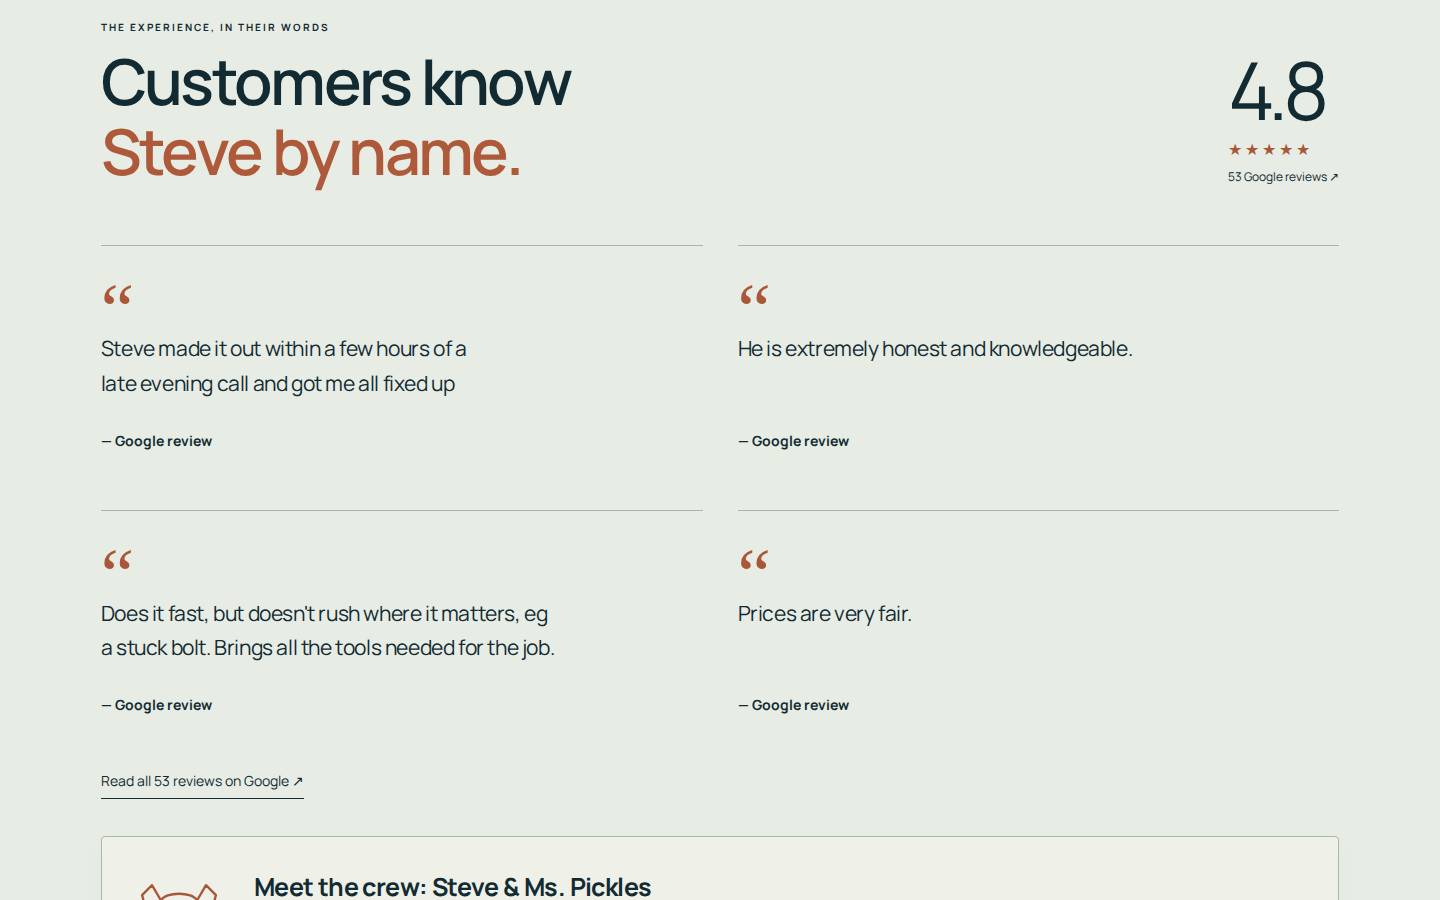 THE EXPERIENCE, IN THEIR WORDS
Customers know
Steve by name.
4.8
★★★★★
53 Google reviews ↗
“
Steve made it out within a few hours of a
late evening call and got me all fixed up
— Google review
“
He is extremely honest and knowledgeable.
— Google review
“
Does it fast, but doesn't rush where it matters, eg
a stuck bolt. Brings all the tools needed for the job.
— Google review
“
Prices are very fair.
— Google review
Read all 53 reviews on Google ↗
Meet the crew: Steve & Ms. Pickles